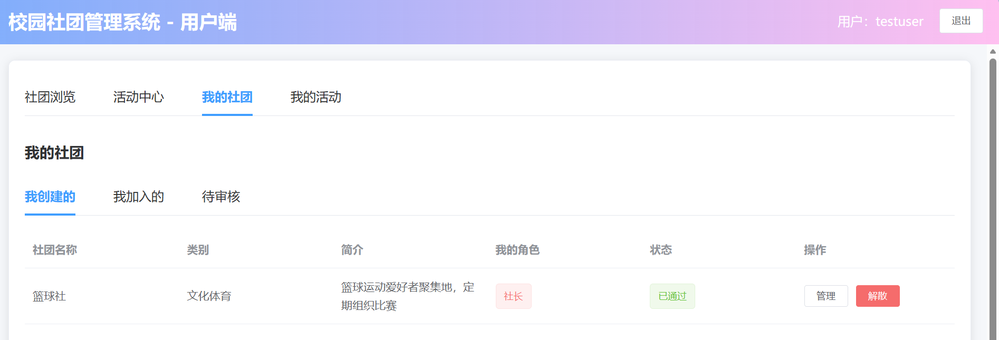 校园社团管理系统 - 用户端
用户：testuser
退出
社团浏览
活动中心
我的社团
我的活动
我的社团
我创建的
我加入的
待审核
社团名称
类别
简介
我的角色
状态
操作
篮球社
文化体育
篮球运动爱好者聚集地，定
期组织比赛
社长
已通过
管理
解散